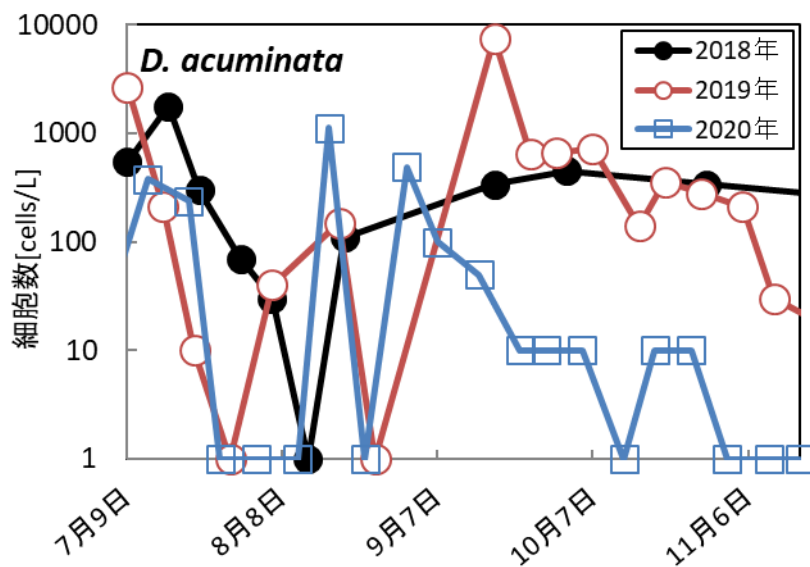 D. acuminata
2018年
2019年
2020年
細胞数[cells/L]
10000
1000
100
10
1
7月9日
8月8日
9月7日
10月7日
11月6日